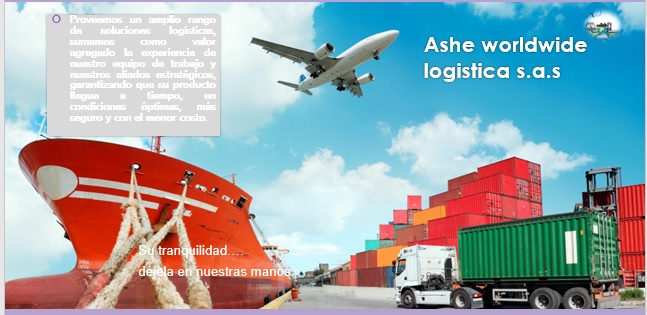 Proveemos un amplio rango
de soluciones logísticas,
sumamos como valor
agregado la experiencia de
nuestro equipo de trabajo y
nuestros aliados estratégicos,
garantizando que su producto
llegue a tiempo, en
condiciones óptimas, más
seguro y con el menor costo.
Ashe worldwide
logistica s.a.s
Su tranquilidad....
déjela en nuestras manos...